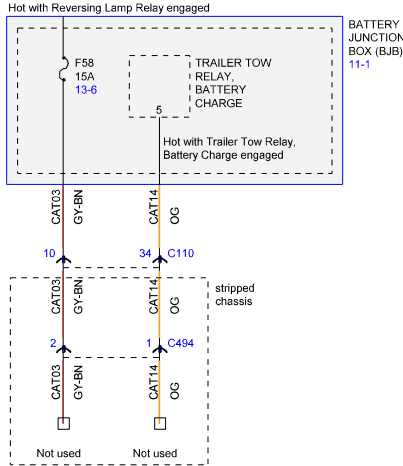 Hot with Reversing Lamp Relay engaged
BATTERY
JUNCTION
BOX (BJB)
11-1
F58
15A
13-6
TRAILER TOW
RELAY,
BATTERY
CHARGE
5
Hot with Trailer Tow Relay,
Battery Charge engaged
CAT03
GY-BN
CAT14
OG
10
34
C110
CAT03
GY-BN
CAT14
OG
stripped
chassis
2
1
C494
CAT03
GY-BN
CAT14
OG
Not used
Not used